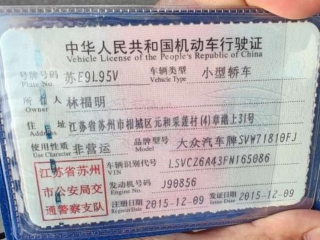 中华人民共和国机动车行驶证
Vehicle License of the People's Republic of China
号牌号码 苏E9L95V 车辆类型 小型轿车
Plate No. Vehicle Type
所有人 林褐明
Owner
住址 江苏省苏州市相城区元和采莲村(4)章堰上31号
Address
使用性质 非营运 品牌型号 大众汽车牌SVW71810FJ
Use Character Model
江苏省苏州 车辆识别代号 LSVCZ6A43FN165086
VIN
市公安局交 发动机号码 J90856
Engine No.
通警察支队 注册日期 2015-12-09 发证日期 2015-12-09
Register Date Issue Date